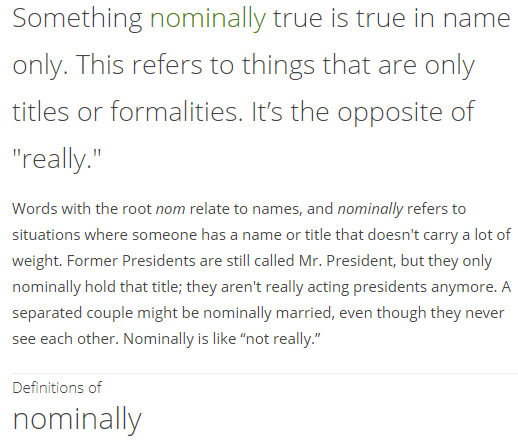 Something nominally true is true in name
only. This refers to things that are only
titles or formalities. It’s the opposite of
"really."
Words with the root nom relate to names, and nominally refers to
situations where someone has a name or title that doesn't carry a lot of
weight. Former Presidents are still called Mr. President, but they only
nominally hold that title; they aren't really acting presidents anymore. A
separated couple might be nominally married, even though they never
see each other. Nominally is like “not really.”
Definitions of
nominally